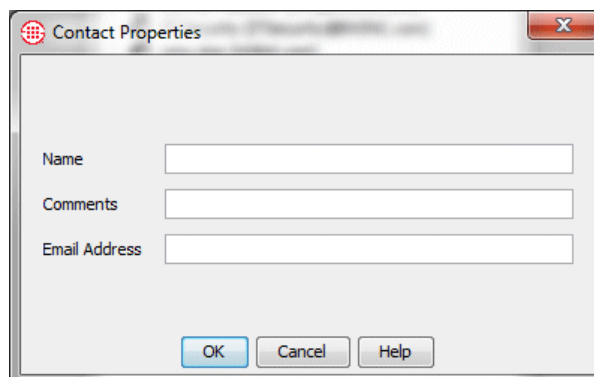 Contact Properties
Name
Comments
Email Address
OK Cancel Help